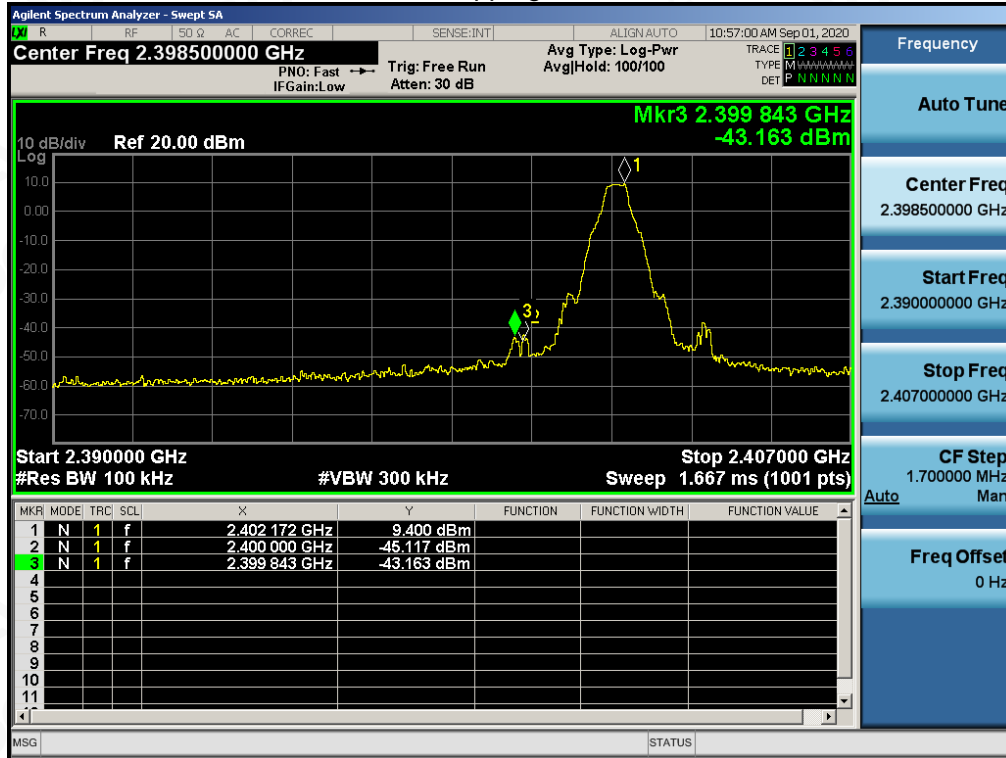 Agilent Spectrum Analyzer - Swept SA
LXI R RF 50 Ω AC CORREC SENSE:INT ALIGN AUTO 10:57:00 AM Sep 01, 2020
Center Freq 2.398500000 GHz
PNO: Fast
IFGain:Low
Trig: Free Run
Atten: 30 dB
Avg Type: Log-Pwr
Avg|Hold: 100/100
TRACE 1 2 3 4 5 6
TYPE M
DET P N N N N N
Mkr3 2.399 843 GHz
-43.163 dBm
10 dB/div Ref 20.00 dBm
Log
10.0
0.00
-10.0
-20.0
-30.0
-40.0
-50.0
-60.0
-70.0
1
3
Start 2.390000 GHz
Stop 2.407000 GHz
#Res BW 100 kHz
#VBW 300 kHz
Sweep 1.667 ms (1001 pts)
MKR MODE TRC SCL X Y FUNCTION FUNCTION WIDTH FUNCTION VALUE
1 N 1 f 2.402 172 GHz 9.400 dBm
2 N 1 f 2.400 000 GHz -45.117 dBm
3 N 1 f 2.399 843 GHz -43.163 dBm
4
5
6
7
8
9
10
11
MSG
STATUS
Frequency
Auto Tune
Center Freq
2.398500000 GHz
Start Freq
2.390000000 GHz
Stop Freq
2.407000000 GHz
CF Step
1.700000 MHz
Auto Man
Freq Offset
0 Hz